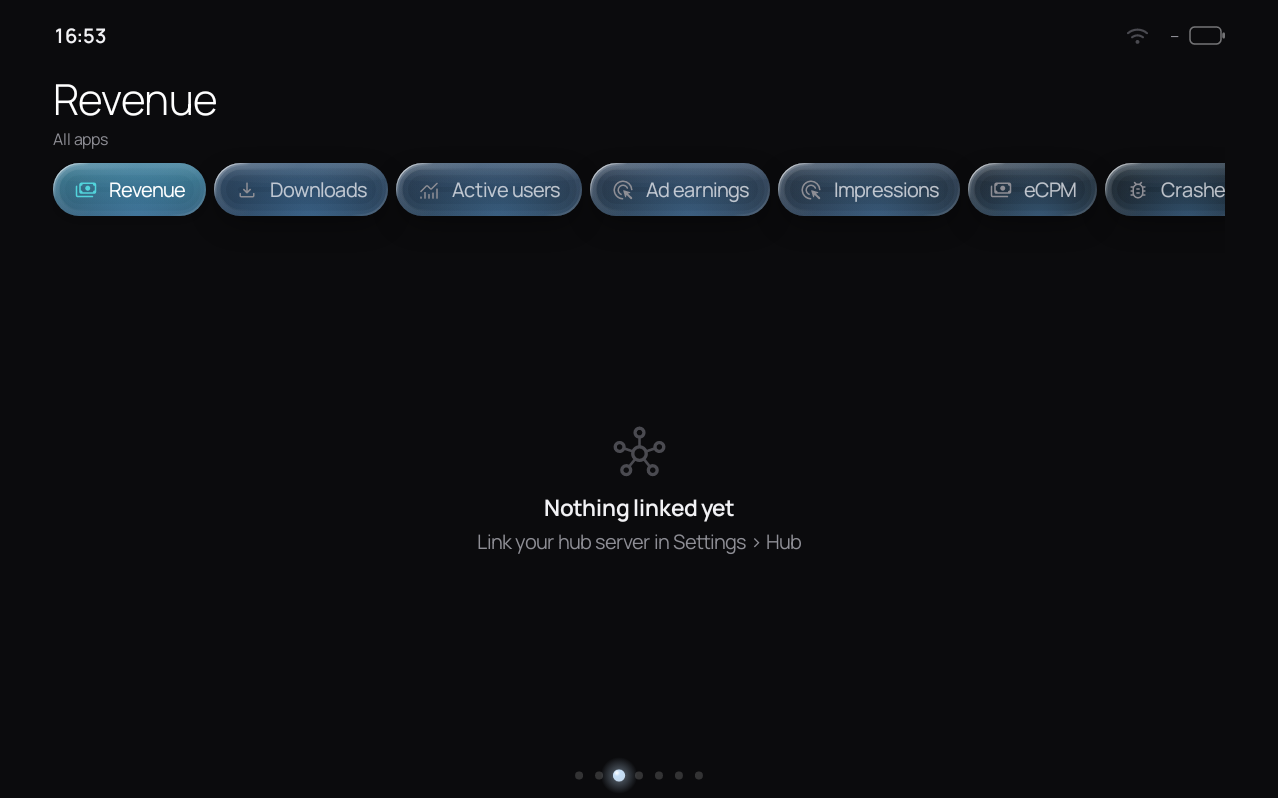 16:53
–
Revenue
All apps
Revenue
Downloads
Active users
Ad earnings
Impressions
eCPM
Crashe
Nothing linked yet
Link your hub server in Settings › Hub